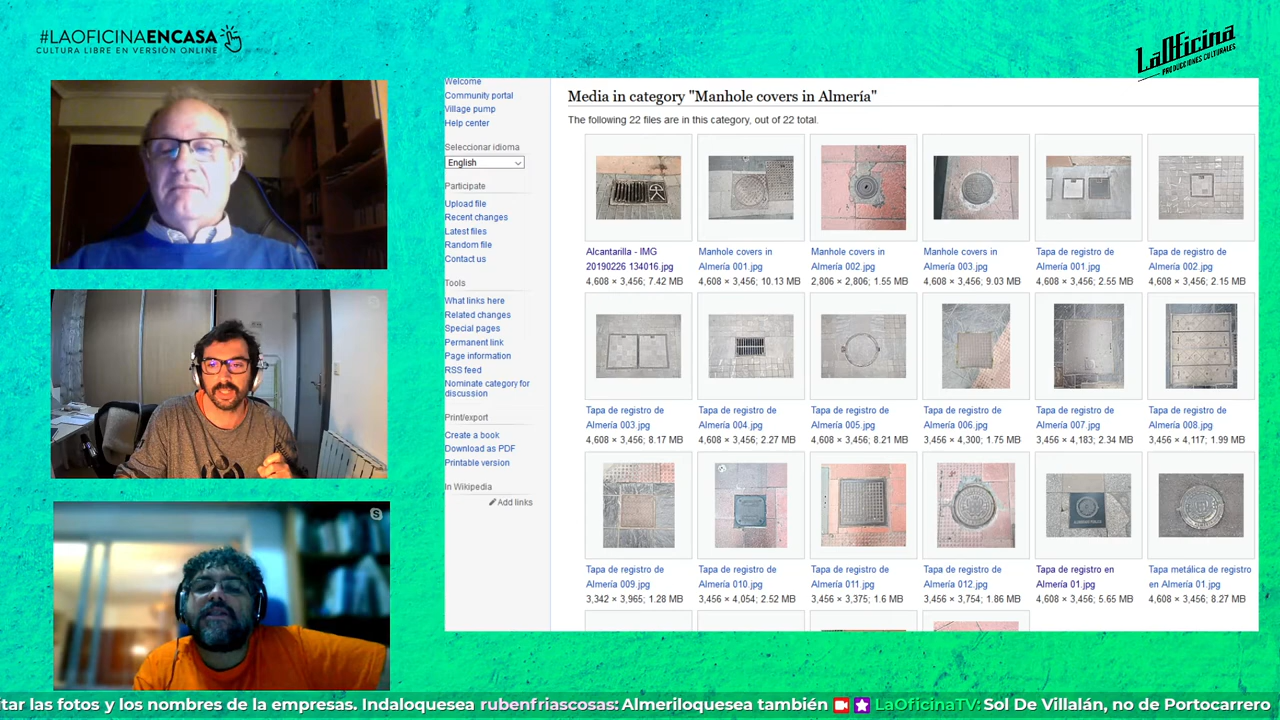 #LAOFICINAENCASA
CULTURA LIBRE EN VERSIÓN ONLINE
LaOficina
PRODUCCIONES CULTURALES
Welcome
Community portal
Village pump
Help center
Seleccionar idioma
English
Participate
Upload file
Recent changes
Latest files
Random file
Contact us
Tools
What links here
Related changes
Special pages
Permanent link
Page information
RSS feed
Nominate category for
discussion
Print/export
Create a book
Download as PDF
Printable version
In Wikipedia
Add links
Media in category "Manhole covers in Almería"
The following 22 files are in this category, out of 22 total.
Alcantarilla - IMG
20190226 134016.jpg
4,608 × 3,456; 7.42 MB
Manhole covers in
Almería 001.jpg
4,608 × 3,456; 10.13 MB
Manhole covers in
Almería 002.jpg
2,806 × 2,806; 1.55 MB
Manhole covers in
Almería 003.jpg
4,608 × 3,456; 9.03 MB
Tapa de registro de
Almería 001.jpg
4,608 × 3,456; 2.55 MB
Tapa de registro de
Almería 002.jpg
4,608 × 3,456; 2.15 MB
Tapa de registro de
Almería 003.jpg
4,608 × 3,456; 8.17 MB
Tapa de registro de
Almería 004.jpg
4,608 × 3,456; 2.27 MB
Tapa de registro de
Almería 005.jpg
4,608 × 3,456; 8.21 MB
Tapa de registro de
Almería 006.jpg
3,456 × 4,300; 1.75 MB
Tapa de registro de
Almería 007.jpg
3,456 × 4,183; 2.34 MB
Tapa de registro de
Almería 008.jpg
3,456 × 4,117; 1.99 MB
Tapa de registro de
Almería 009.jpg
3,342 × 3,965; 1.28 MB
Tapa de registro de
Almería 010.jpg
3,456 × 4,054; 2.52 MB
Tapa de registro de
Almería 011.jpg
3,456 × 3,375; 1.6 MB
Tapa de registro de
Almería 012.jpg
3,456 × 3,754; 1.86 MB
Tapa de registro en
Almería 01.jpg
4,608 × 3,456; 5.65 MB
Tapa metálica de registro
en Almería 01.jpg
4,608 × 3,456; 8.27 MB
itar las fotos y los nombres de la empresas. Indaloquesea rubenfriascosas: Almeriloquesea también LaOficinaTV: Sol De Villalán, no de Portocarrero